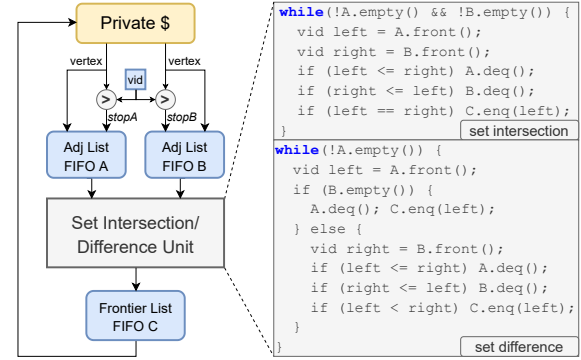 Private $
vertex
vertex
vid
>
>
stopA
stopB
Adj List
FIFO A
Adj List
FIFO B
Set Intersection/
Difference Unit
Frontier List
FIFO C
while(!A.empty() && !B.empty()) {
vid left = A.front();
vid right = B.front();
if (left <= right) A.deq();
if (right <= left) B.deq();
if (left == right) C.enq(left);
}
set intersection
while(!A.empty()) {
vid left = A.front();
if (B.empty()) {
A.deq(); C.enq(left);
} else {
vid right = B.front();
if (left <= right) A.deq();
if (right <= left) B.deq();
if (left < right) C.enq(left;
}
}
set difference